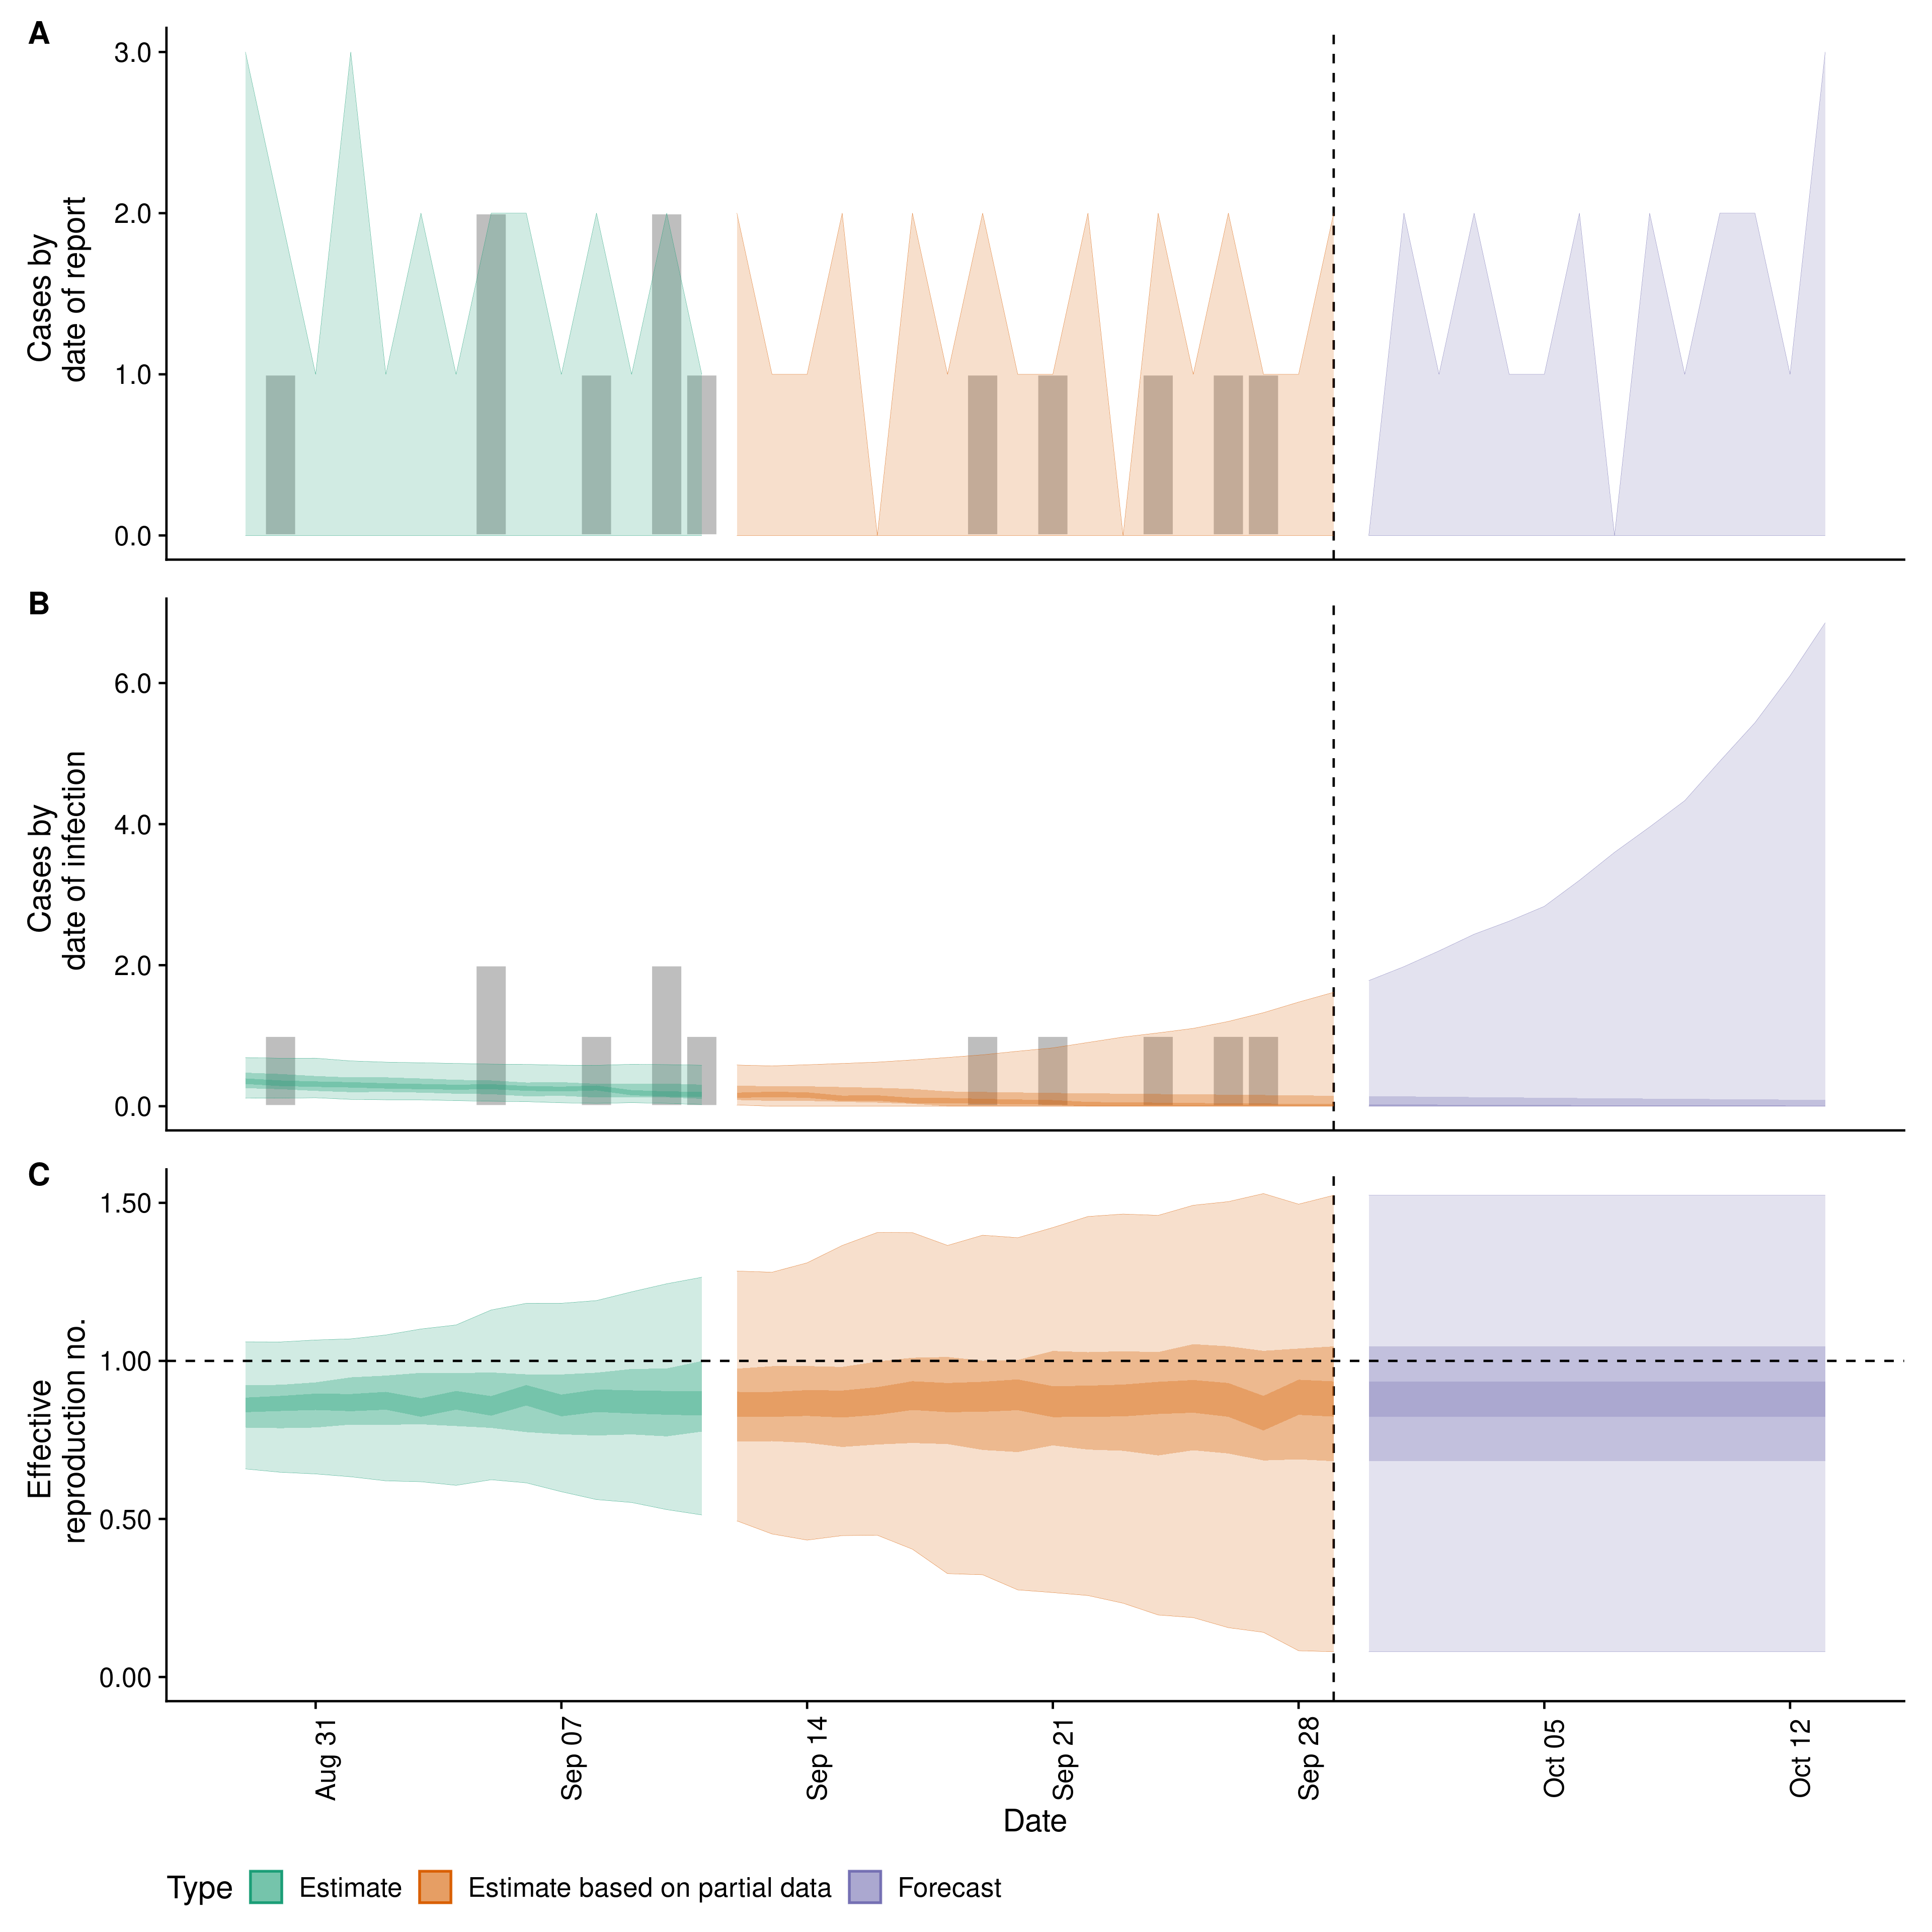 A
Cases by
date of report
3.0
2.0
1.0
0.0
B
Cases by
date of infection
6.0
4.0
2.0
0.0
C
Effective
reproduction no.
1.50
1.00
0.50
0.00
Aug 31
Sep 07
Sep 14
Sep 21
Sep 28
Oct 05
Oct 12
Date
Type Estimate Estimate based on partial data Forecast